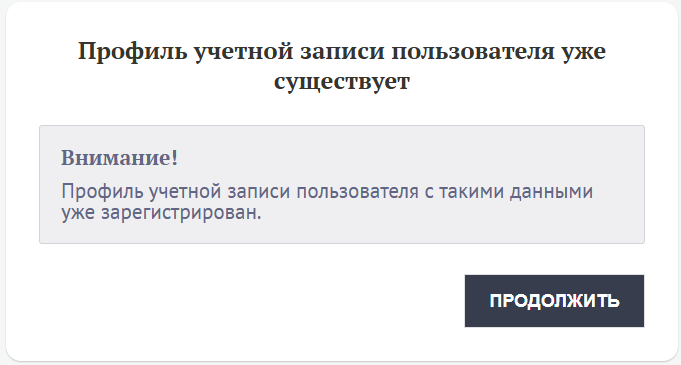 Профиль учетной записи пользователя уже
существует
Внимание!
Профиль учетной записи пользователя с такими данными
уже зарегистрирован.
ПРОДОЛЖИТЬ